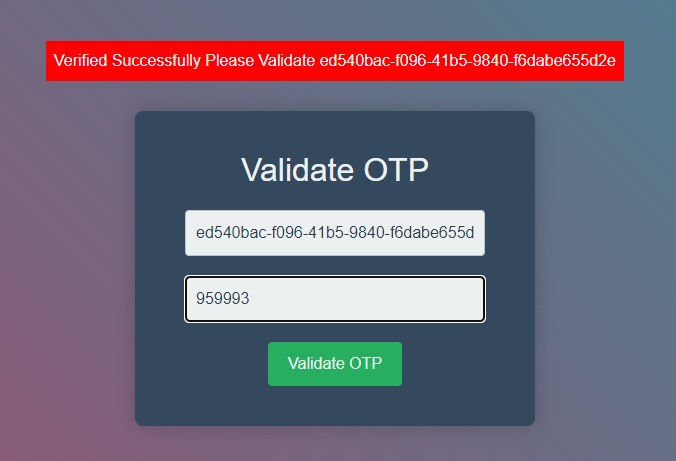 Verified Successfully Please Validate ed540bac-f096-41b5-9840-f6dabe655d2e
Validate OTP
ed540bac-f096-41b5-9840-f6dabe655d
959993
Validate OTP